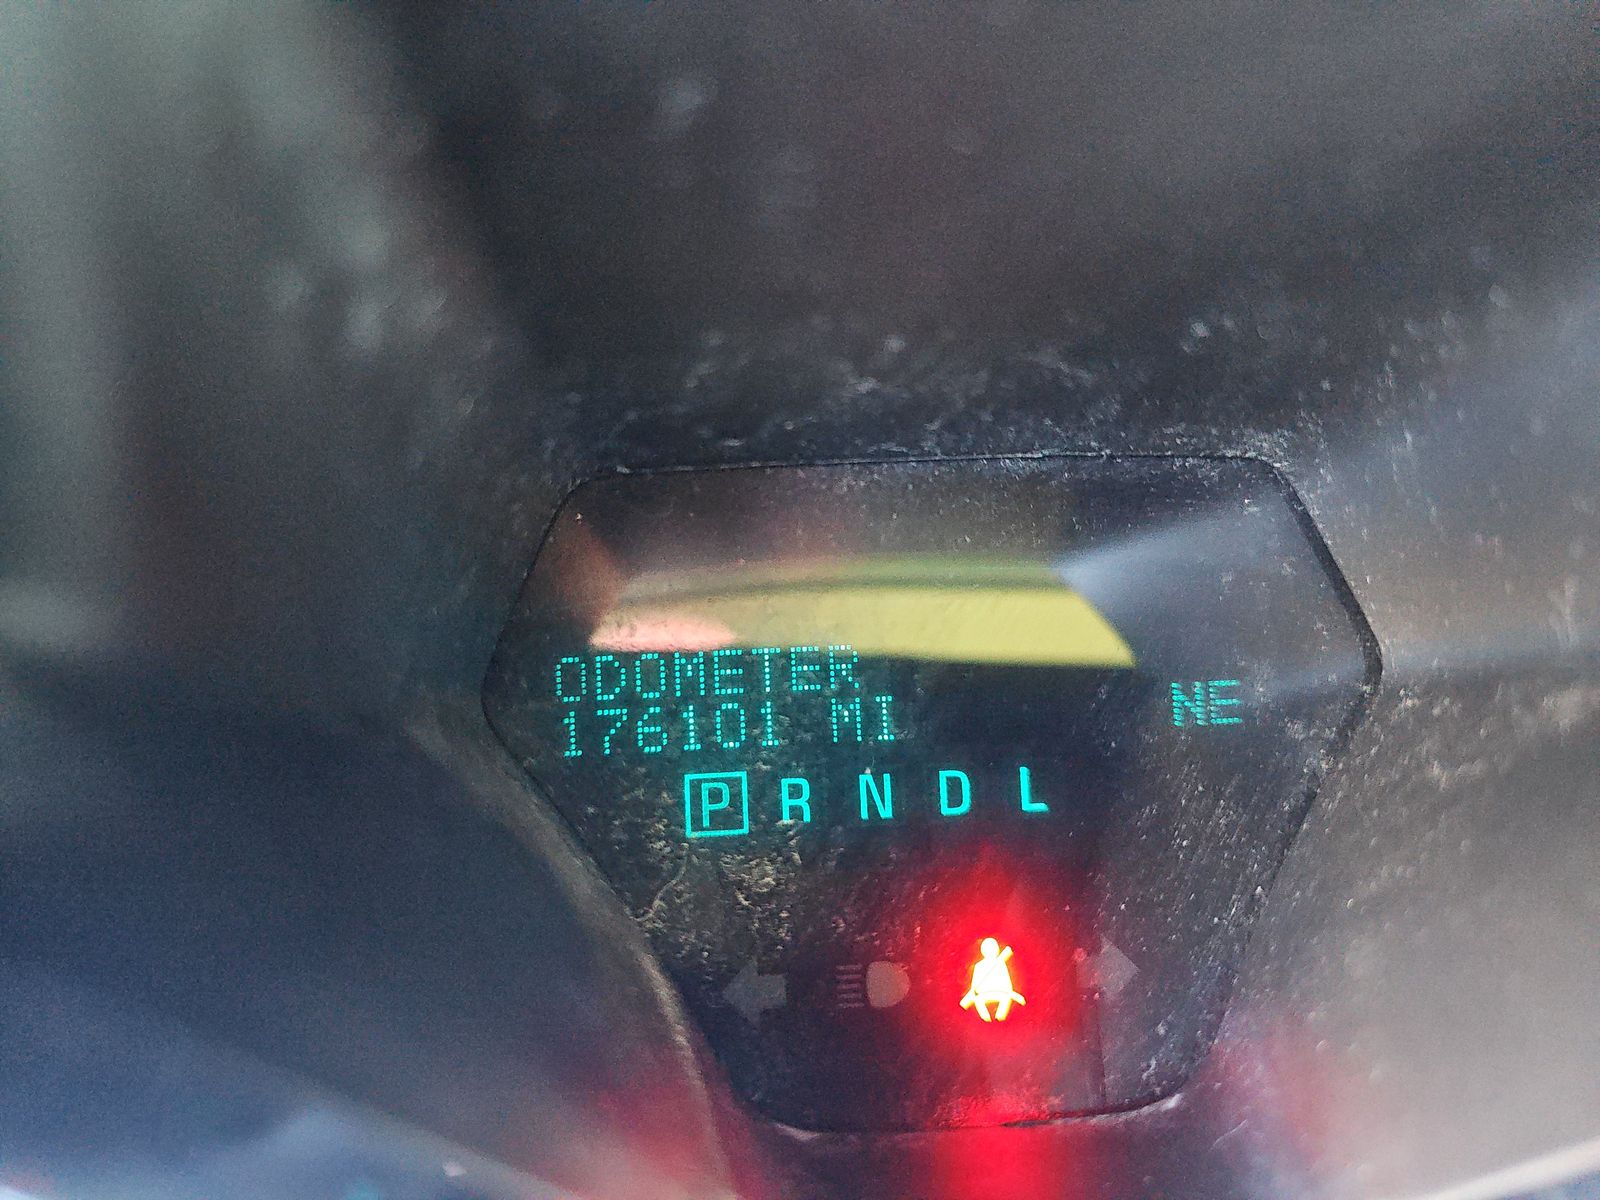 ODOMETER
176101 MI
NE
P R N D L